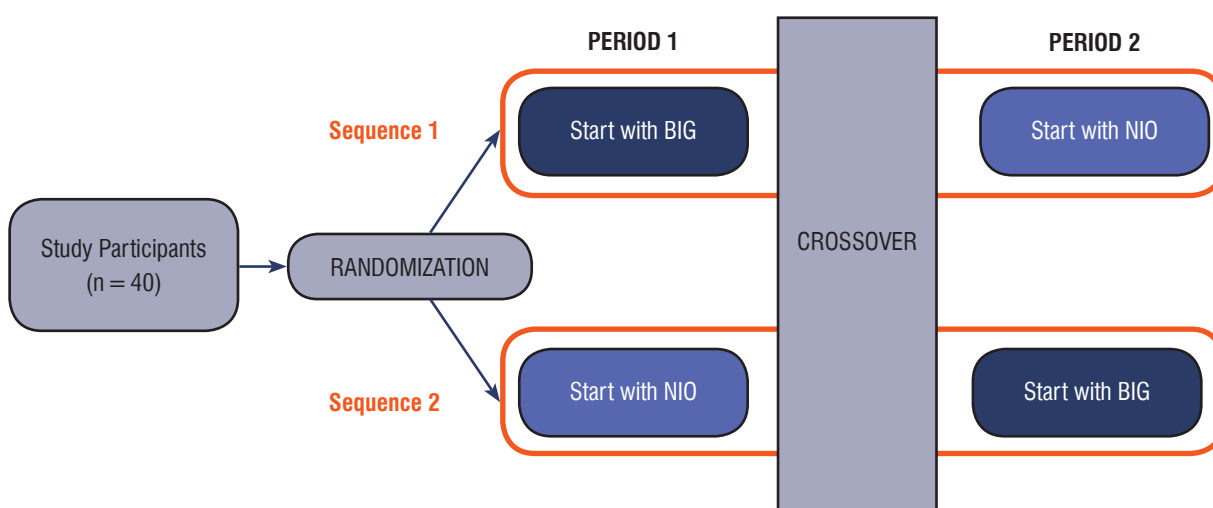 PERIOD 1
PERIOD 2
Sequence 1
Start with BIG
Start with NIO
Study Participants
(n = 40)
RANDOMIZATION
CROSSOVER
Sequence 2
Start with NIO
Start with BIG